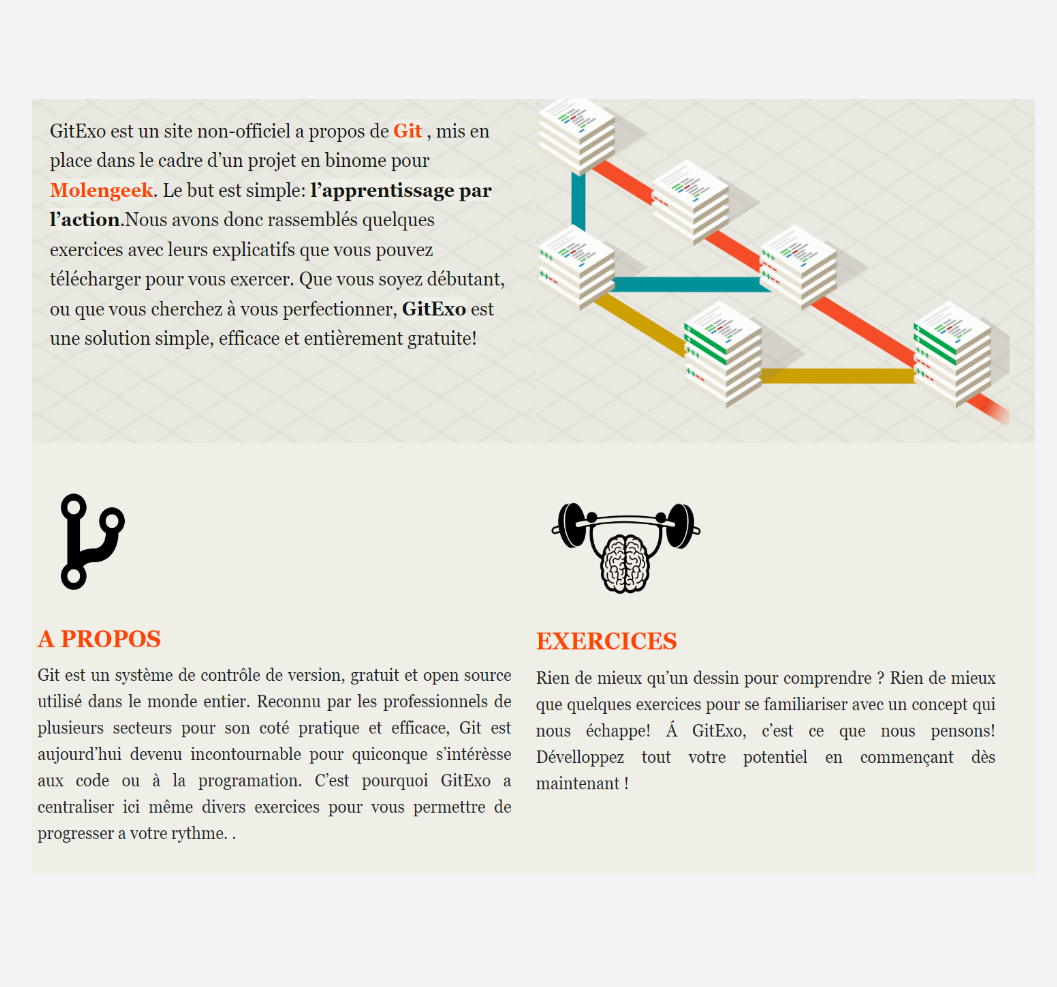 GitExo est un site non-officiel a propos de Git , mis en
place dans le cadre d’un projet en binome pour
Molengeek. Le but est simple: l’apprentissage par
l’action.Nous avons donc rassemblés quelques
exercices avec leurs explicatifs que vous pouvez
télécharger pour vous exercer. Que vous soyez débutant,
ou que vous cherchez à vous perfectionner, GitExo est
une solution simple, efficace et entièrement gratuite!
A PROPOS
Git est un système de contrôle de version, gratuit et open source
utilisé dans le monde entier. Reconnu par les professionnels de
plusieurs secteurs pour son coté pratique et efficace, Git est
aujourd’hui devenu incontournable pour quiconque s’intérèsse
aux code ou à la programation. C’est pourquoi GitExo a
centraliser ici même divers exercices pour vous permettre de
progresser a votre rythme. .
EXERCICES
Rien de mieux qu’un dessin pour comprendre ? Rien de mieux
que quelques exercices pour se familiariser avec un concept qui
nous échappe! Á GitExo, c’est ce que nous pensons!
Dévelloppez tout votre potentiel en commençant dès
maintenant !